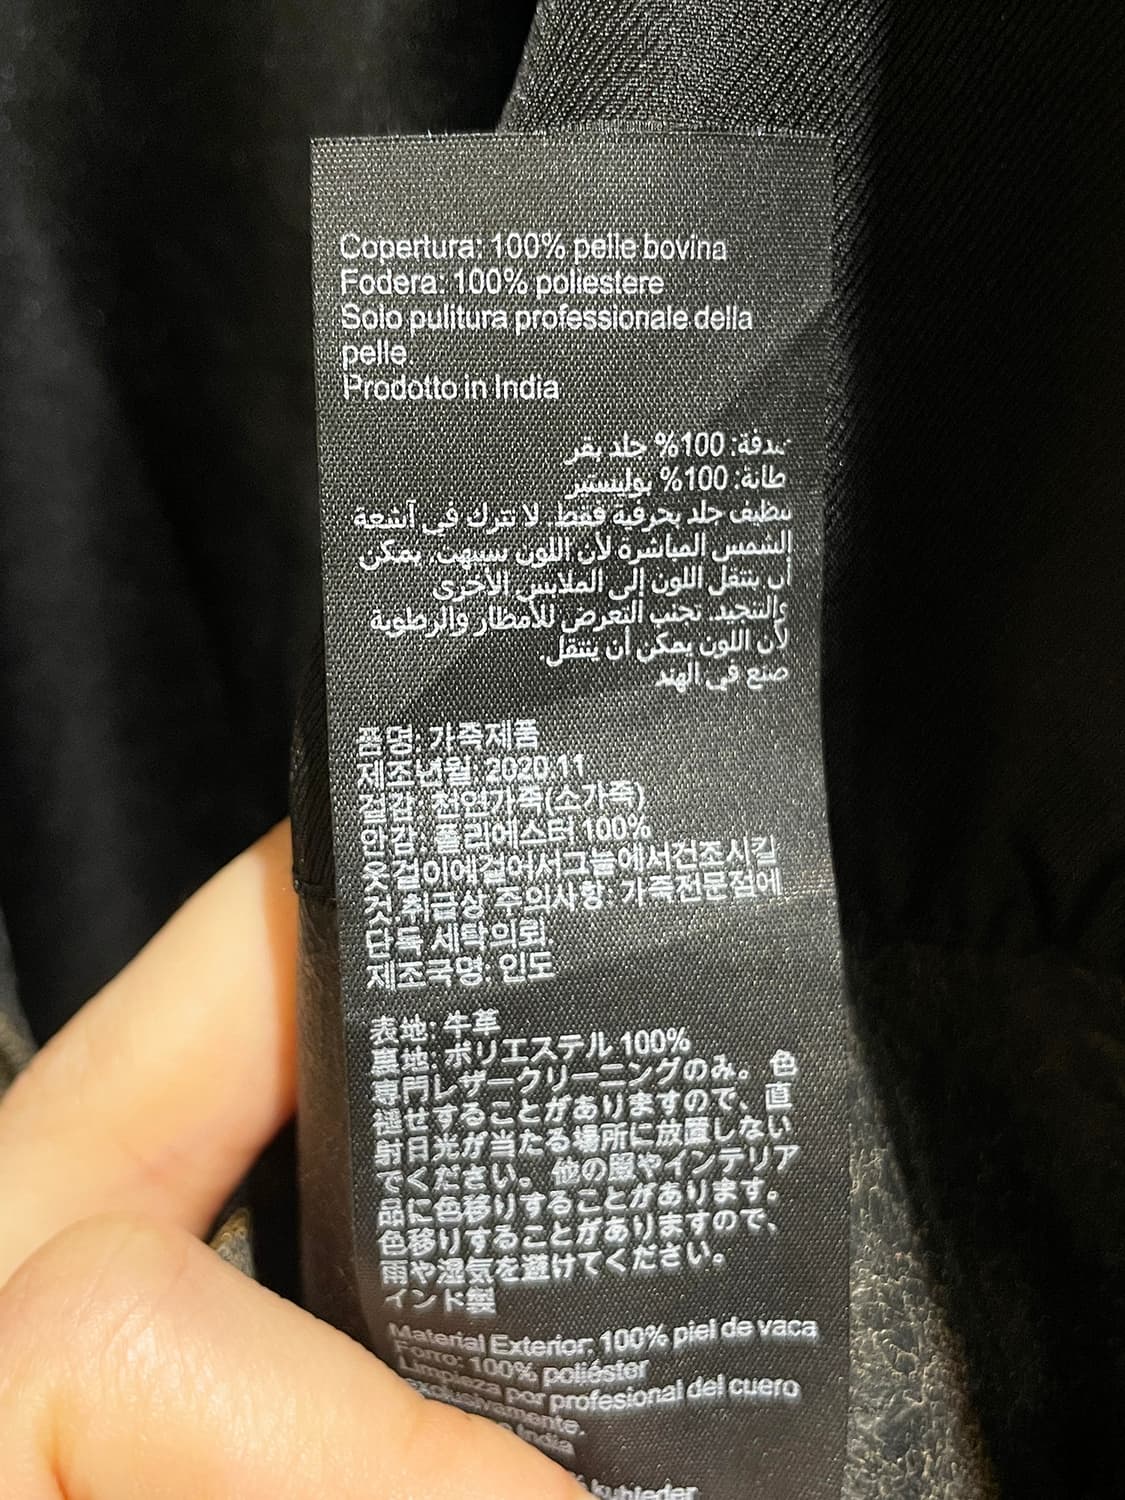 Copertura: 100% pelle bovina
Fodera: 100% poliestere
Solo pulitura professionale della
pelle
Prodotto in India
صدفة: 100% جلد بقر
طانة: 100% بوليستير
تنظيف جلد بحرفية فقط. لا تترك في أشعة
الشمس المباشرة لأن اللون سيبهت. يمكن
أن ينتقل اللون إلى الملابس الأخرى
والتنجيد. تجنب التعرض للأمطار والرطوبة
لأن اللون يمكن أن ينتقل.
صنع في الهند
품명: 가죽제품
제조년월: 2020.11
겉감: 천연가죽(소가죽)
안감: 폴리에스터 100%
옷걸이에걸어서그늘에서건조시킬
것 취급상 주의사항: 가죽전문점에
단독 세탁의뢰
제조국명: 인도
表地: 牛革
裏地: ポリエステル 100%
専門レザークリーニングのみ。色
褪せすることがありますので、直
射日光が当たる場所に放置しない
でください。他の服やインテリア
品に色移りすることがあります。
色移りすることがありますので、
雨や湿気を避けてください。
インド製
Material Exterior: 100% piel de vaca
Forro: 100% poliéster
Limpieza por profesional del cuero
exclusivamente.
India
kuhleder